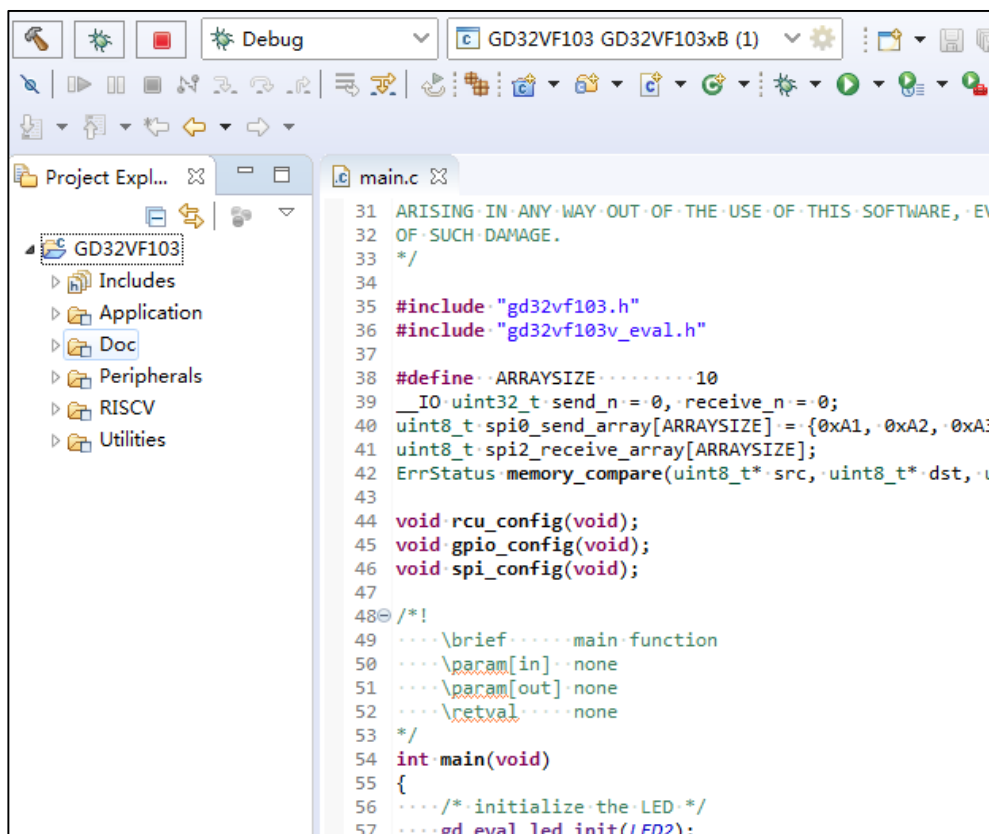 Debug
GD32VF103 GD32VF103xB (1)
Project Expl...
GD32VF103
Includes
Application
Doc
Peripherals
RISCV
Utilities
main.c
31 ARISING IN ANY WAY OUT OF THE USE OF THIS SOFTWARE,
32 OF SUCH DAMAGE.
33 */
34
35 #include "gd32vf103.h"
36 #include "gd32vf103v_eval.h"
37
38 #define ARRAYSIZE 10
39 __IO uint32_t send_n = 0, receive_n = 0;
40 uint8_t spi0_send_array[ARRAYSIZE] = {0xA1, 0xA2, 0xA3
41 uint8_t spi2_receive_array[ARRAYSIZE];
42 ErrStatus memory_compare(uint8_t* src, uint8_t* dst,
43
44 void rcu_config(void);
45 void gpio_config(void);
46 void spi_config(void);
47
48 /*!
49 \brief main function
50 \param[in] none
51 \param[out] none
52 \retval none
53 */
54 int main(void)
55 {
56 /* initialize the LED */
57 gd_eval_led_init(LED2);